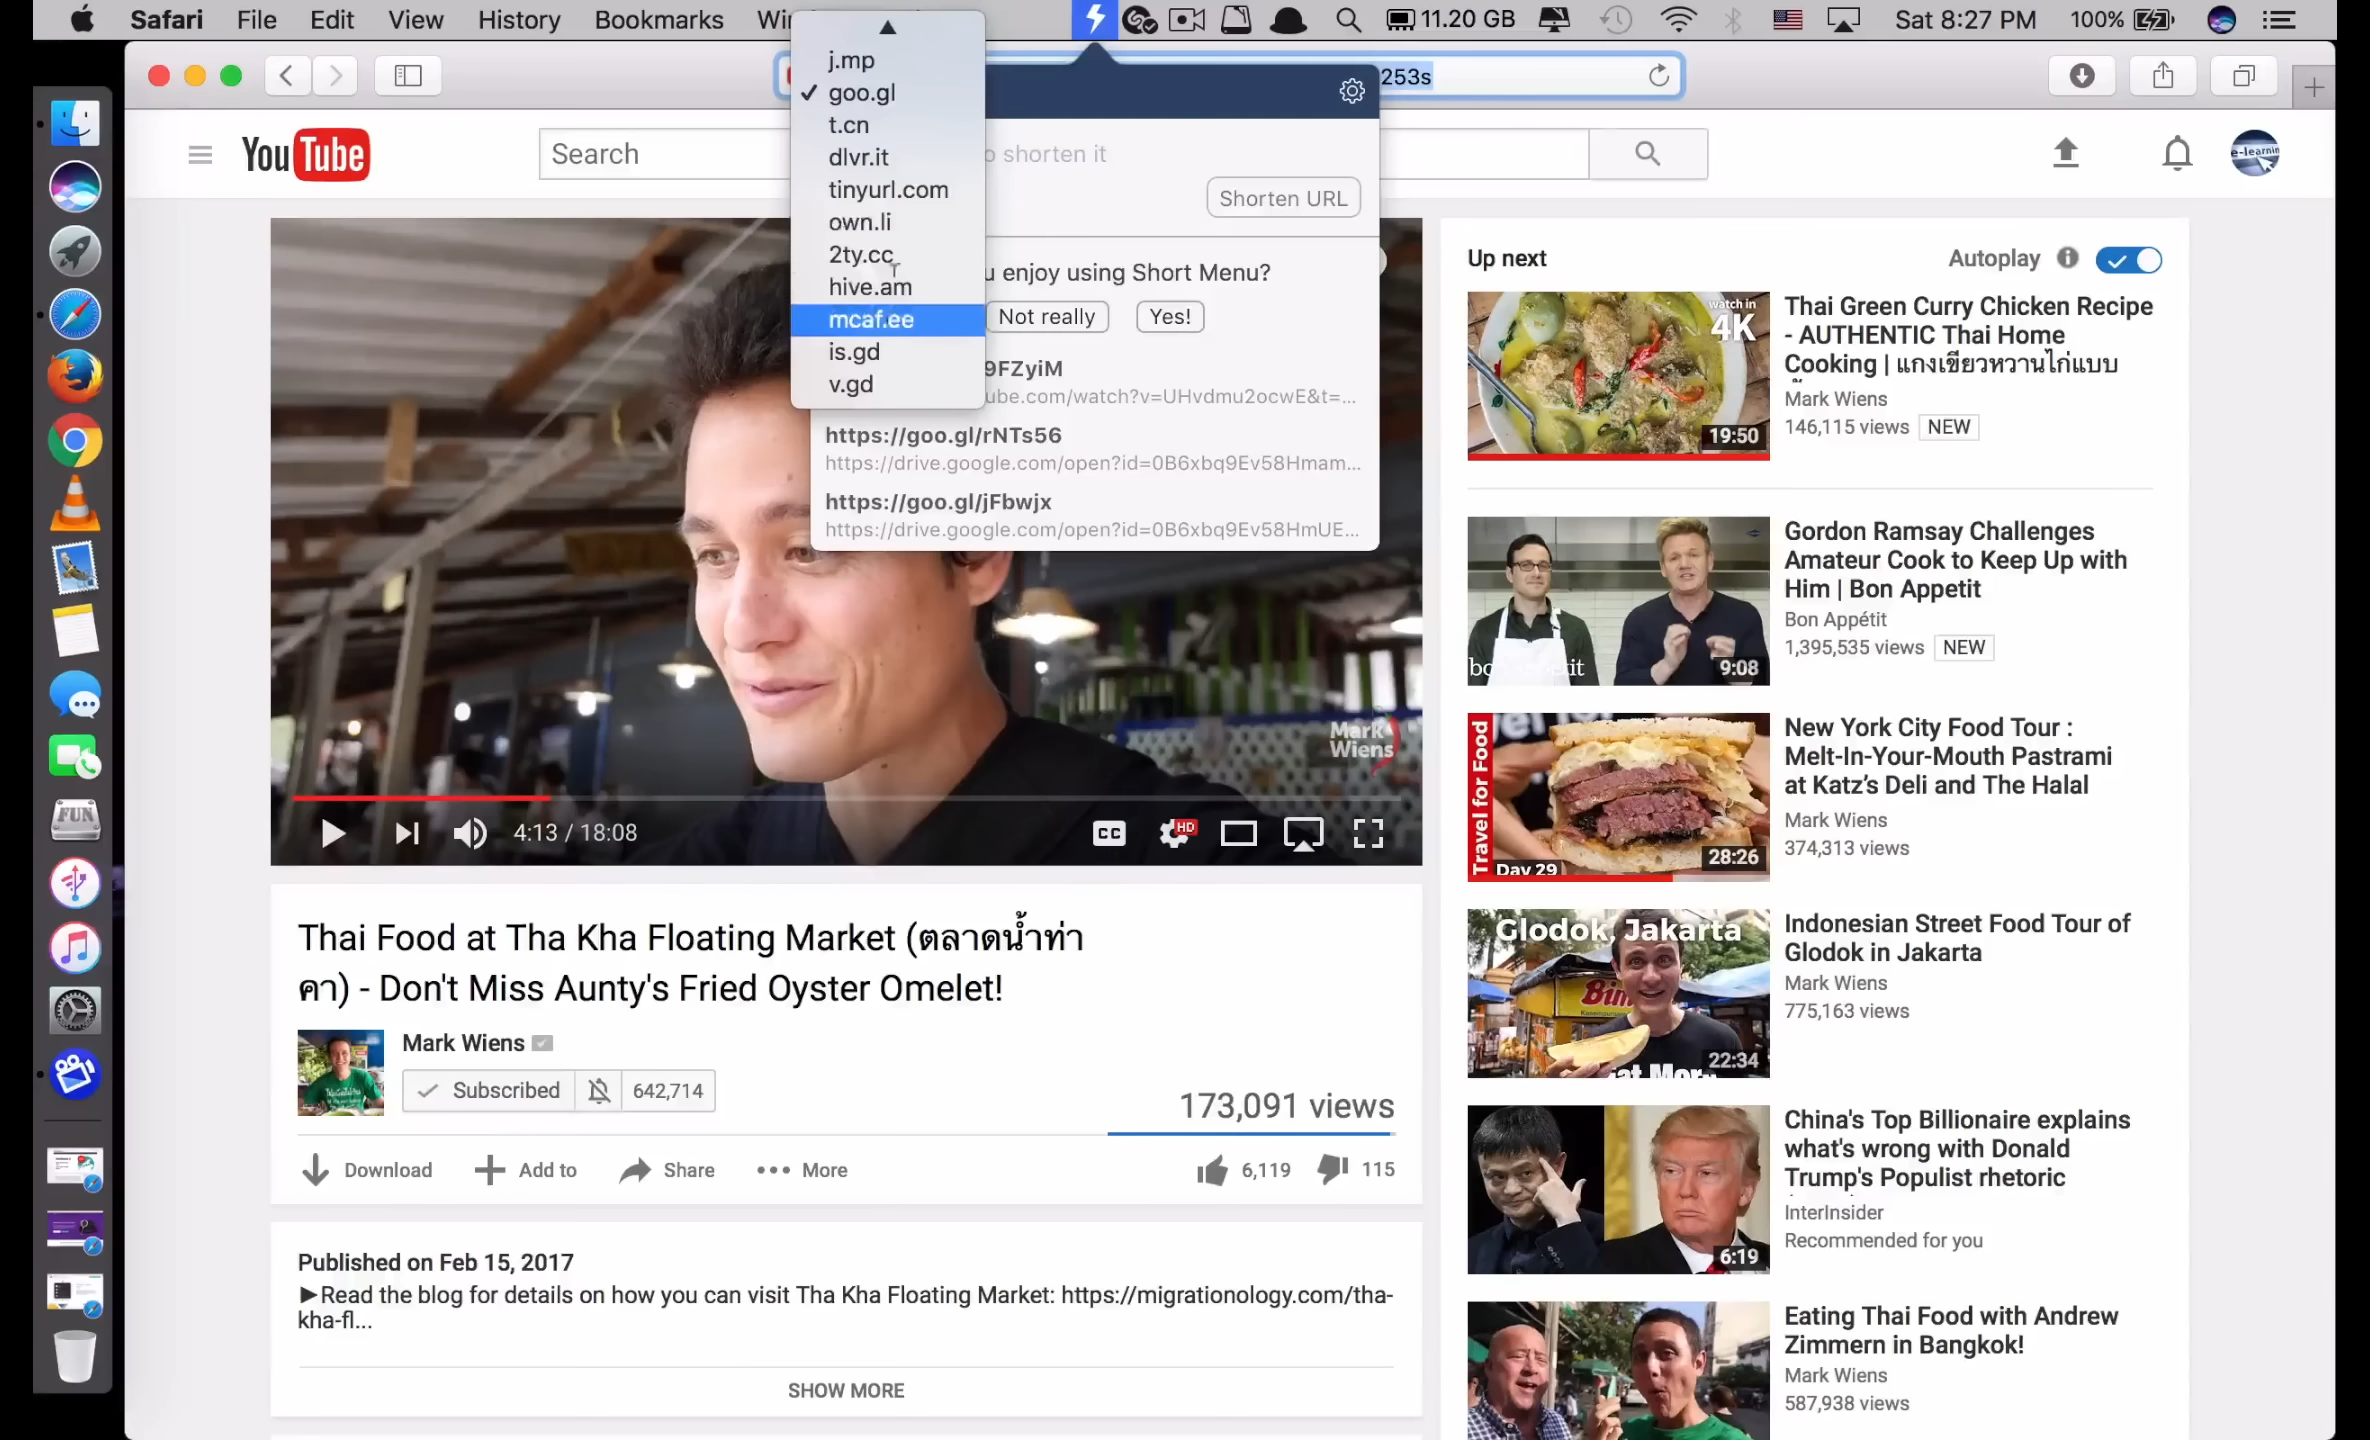 Safari File Edit View History Bookmarks
11.20 GB Sat 8:27 PM 100%
j.mp
goo.gl
t.cn
dlvr.it
tinyurl.com
own.li
2ty.cc
hive.am
mcaf.ee
is.gd
v.gd
253s
shorten it
Shorten URL
enjoy using Short Menu?
Not really Yes!
9FZyiM
ube.com/watch?v=UHvdmu2ocwE&t=...
https://goo.gl/rNTs56
https://drive.google.com/open?id=0B6xbq9Ev58Hmam...
https://goo.gl/jFbwjx
https://drive.google.com/open?id=0B6xbq9Ev58HmUE...
YouTube
Search
e-learnin
FUN
Mark
Wiens
4:13 / 18:08
CC HD
Thai Food at Tha Kha Floating Market (ตลาดน้ำท่า
คา) - Don't Miss Aunty's Fried Oyster Omelet!
Mark Wiens
Subscribed 642,714
173,091 views
Download Add to Share More 6,119 115
Published on Feb 15, 2017
►Read the blog for details on how you can visit Tha Kha Floating Market: https://migrationology.com/tha-
kha-fl...
SHOW MORE
Up next Autoplay
watch in
4K
19:50
Thai Green Curry Chicken Recipe
- AUTHENTIC Thai Home
Cooking | แกงเขียวหวานไก่แบบ
Mark Wiens
146,115 views NEW
9:08
Gordon Ramsay Challenges
Amateur Cook to Keep Up with
Him | Bon Appetit
Bon Appétit
1,395,535 views NEW
Travel for Food
Day 29
28:26
New York City Food Tour :
Melt-In-Your-Mouth Pastrami
at Katz's Deli and The Halal
Mark Wiens
374,313 views
Glodok, Jakarta
22:34
Indonesian Street Food Tour of
Glodok in Jakarta
Mark Wiens
775,163 views
6:19
China's Top Billionaire explains
what's wrong with Donald
Trump's Populist rhetoric
InterInsider
Recommended for you
Eating Thai Food with Andrew
Zimmern in Bangkok!
Mark Wiens
587,938 views